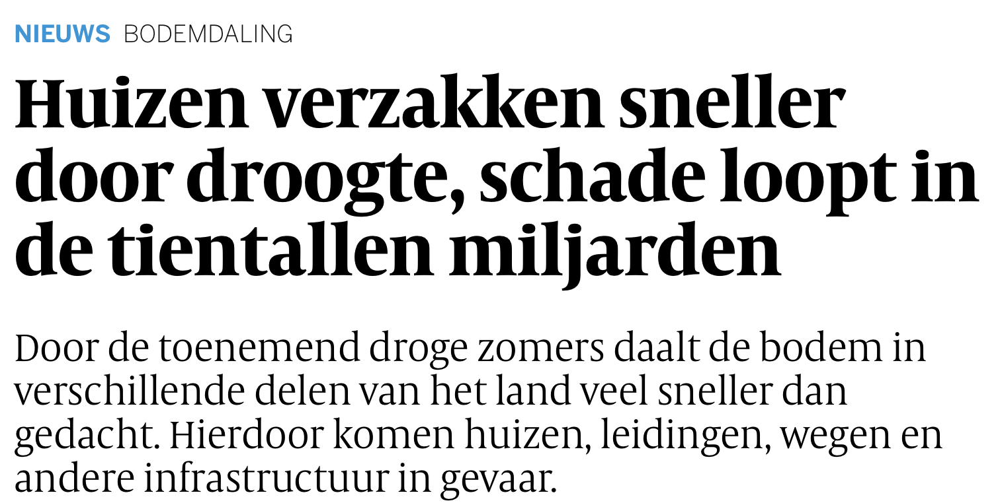 NIEUWS BODEMDALING
Huizen verzakken sneller
door droogte, schade loopt in
de tientallen miljarden
Door de toenemend droge zomers daalt de bodem in
verschillende delen van het land veel sneller dan
gedacht. Hierdoor komen huizen, leidingen, wegen en
andere infrastructuur in gevaar.